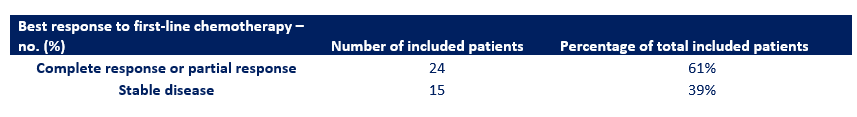 Best response to first-line chemotherapy –
no. (%) Number of included patients Percentage of total included patients
Complete response or partial response 24 61%
Stable disease 15 39%